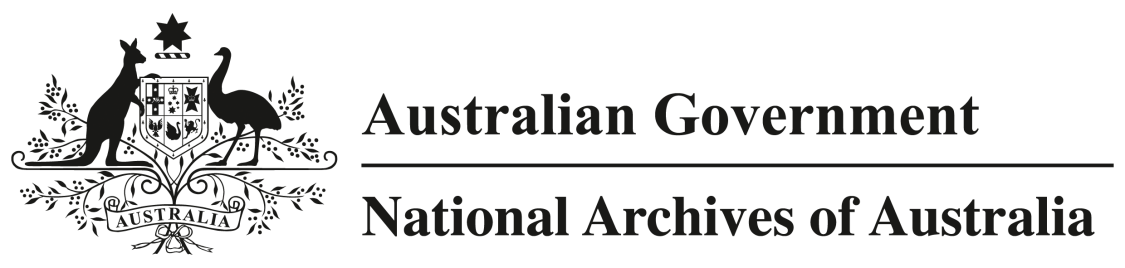 AUSTRALIA
Australian Government
National Archives of Australia